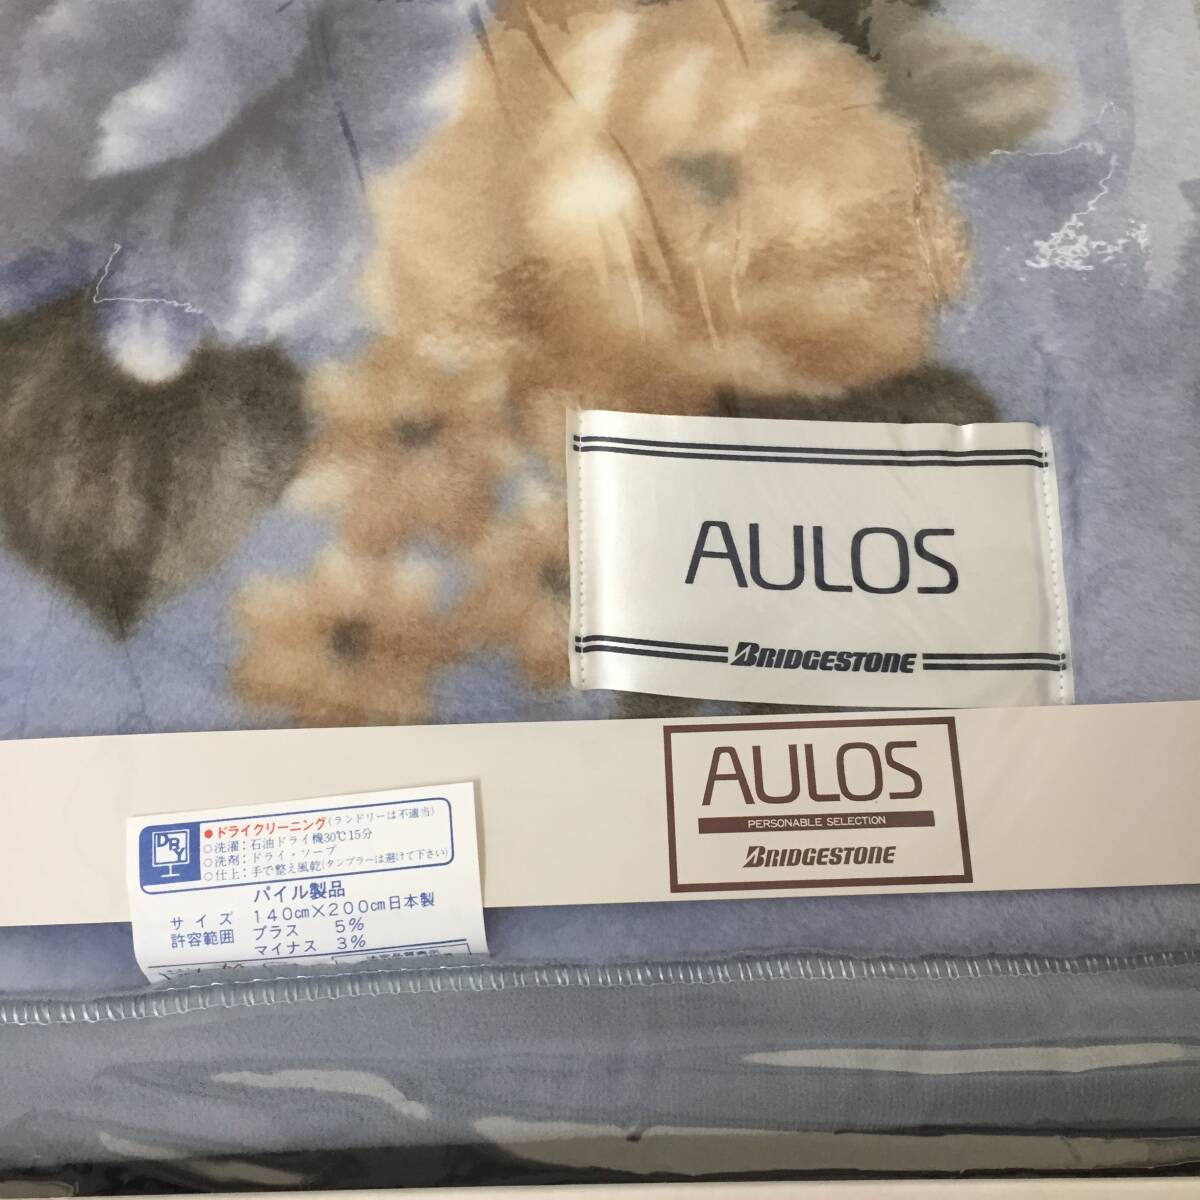 AULOS
BRIDGESTONE
AULOS
PERSONABLE SELECTION
BRIDGESTONE
DRY
●ドライクリーニング(ランドリーは不適当)
○洗濯:石油ドライ機30℃15分
○洗剤:ドライ・ソープ
○仕上:手で整え風乾(タンブラーは避けて下さい)
パイル製品
サイズ 140cm×200cm日本製
許容範囲 プラス 5%
マイナス 3%